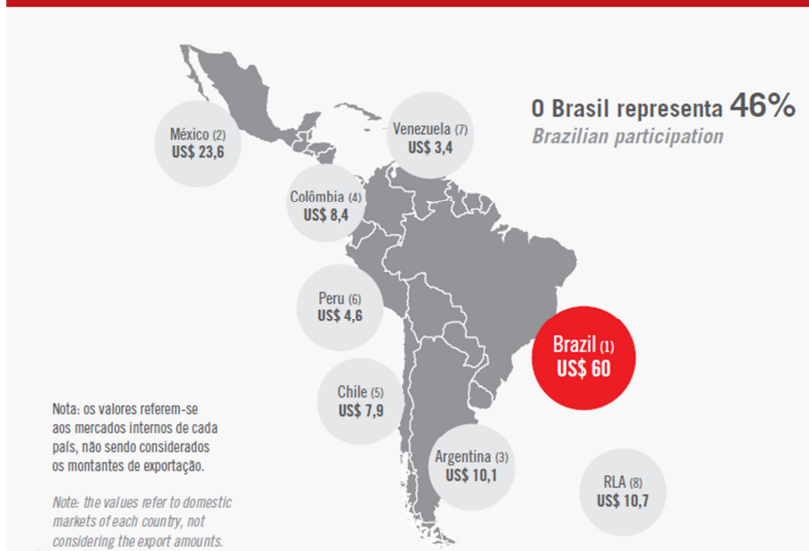 O Brasil representa 46%
Brazilian participation
México (2)
US$ 23,6
Venezuela (7)
US$ 3,4
Colômbia (4)
US$ 8,4
Peru (6)
US$ 4,6
Brazil (1)
US$ 60
Chile (5)
US$ 7,9
Argentina (3)
US$ 10,1
RLA (8)
US$ 10,7
Nota: os valores referem-se
aos mercados internos de cada
país, não sendo considerados
os montantes de exportação.
Note: the values refer to domestic
markets of each country, not
considering the export amounts.